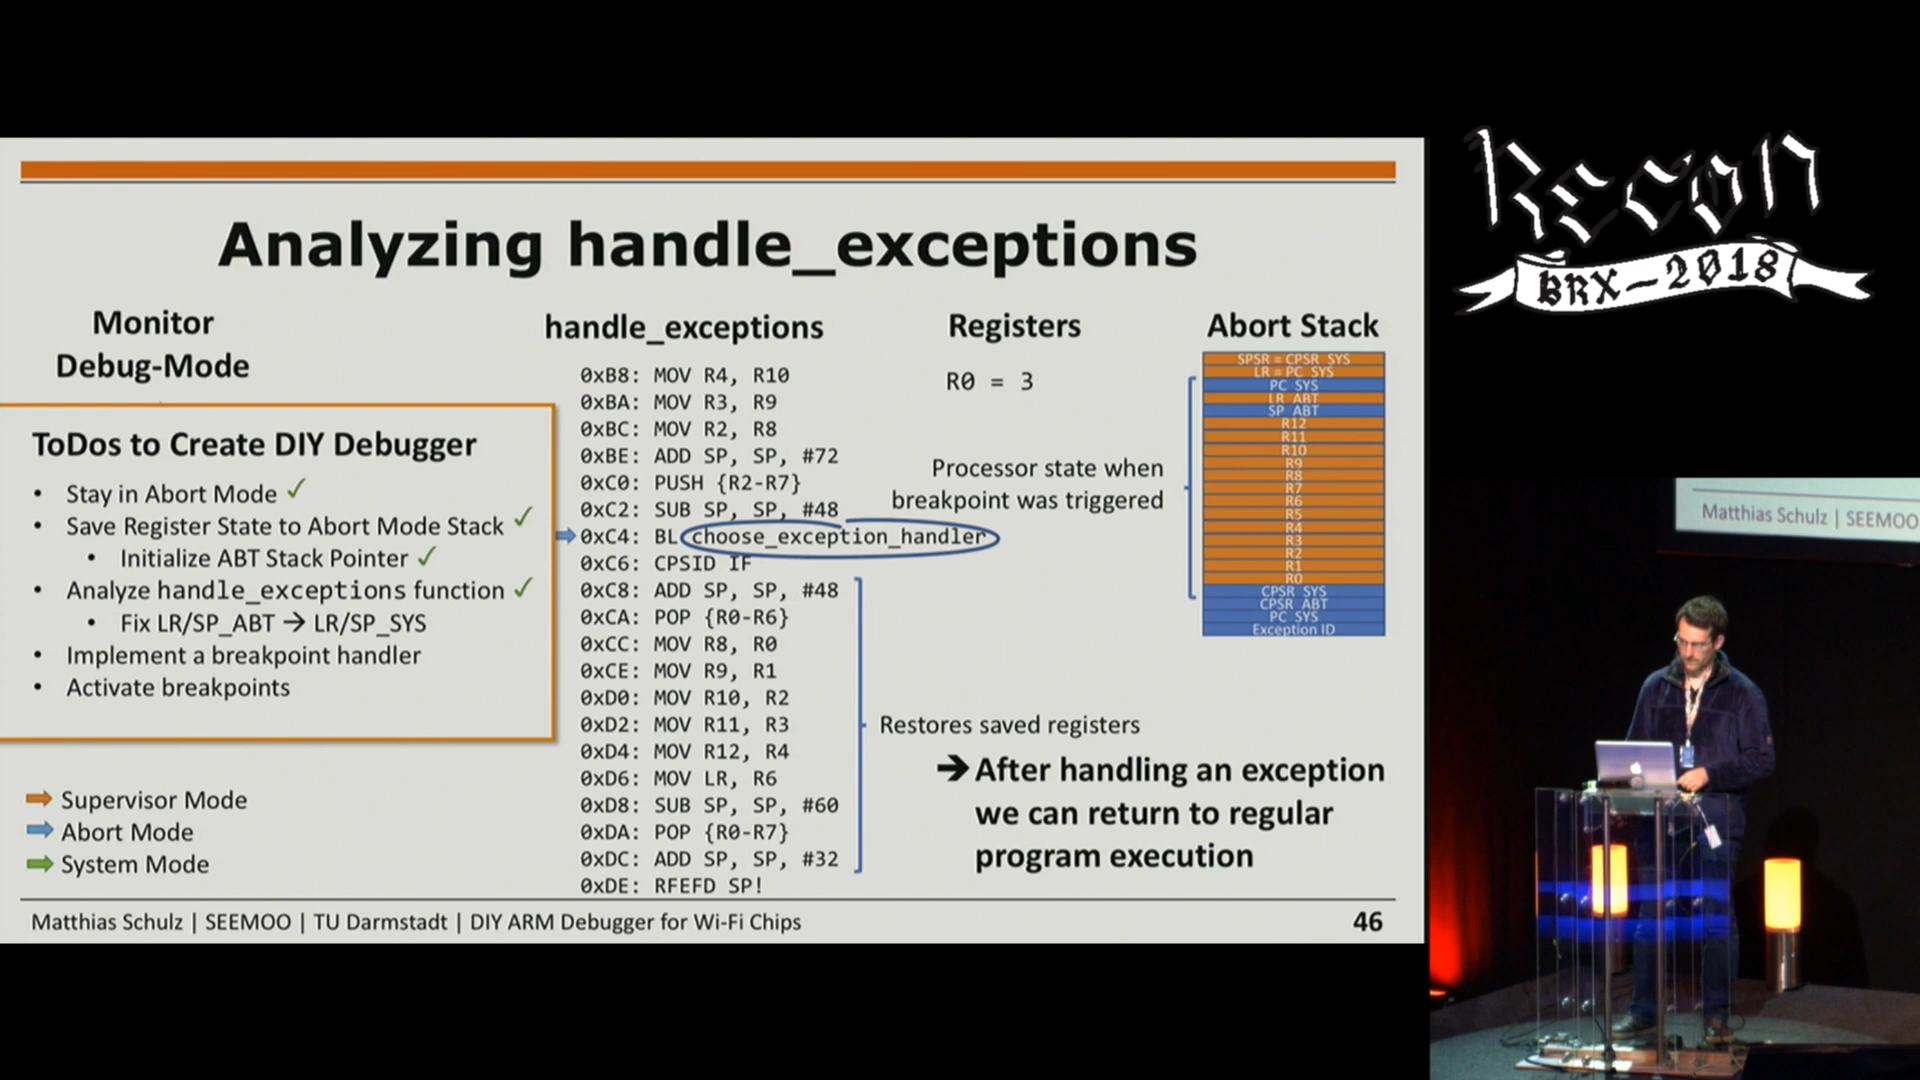 Analyzing handle_exceptions
Monitor
Debug-Mode
ToDos to Create DIY Debugger
• Stay in Abort Mode ✓
• Save Register State to Abort Mode Stack ✓
• Initialize ABT Stack Pointer ✓
• Analyze handle_exceptions function ✓
• Fix LR/SP_ABT → LR/SP_SYS
• Implement a breakpoint handler
• Activate breakpoints
Supervisor Mode
Abort Mode
System Mode
handle_exceptions
0xB8: MOV R4, R10
0xBA: MOV R3, R9
0xBC: MOV R2, R8
0xBE: ADD SP, SP, #72
0xC0: PUSH {R2-R7}
0xC2: SUB SP, SP, #48
0xC4: BL choose_exception_handler
0xC6: CPSID IF
0xC8: ADD SP, SP, #48
0xCA: POP {R0-R6}
0xCC: MOV R8, R0
0xCE: MOV R9, R1
0xD0: MOV R10, R2
0xD2: MOV R11, R3
0xD4: MOV R12, R4
0xD6: MOV LR, R6
0xD8: SUB SP, SP, #60
0xDA: POP {R0-R7}
0xDC: ADD SP, SP, #32
0xDE: RFEFD SP!
Registers
R0 = 3
Processor state when
breakpoint was triggered
Restores saved registers
→ After handling an exception
we can return to regular
program execution
Abort Stack
SPSR = CPSR_SYS
LR = PC_SYS
PC_SYS
LR_ABT
SP_ABT
R12
R11
R10
R9
R8
R7
R6
R5
R4
R3
R2
R1
R0
CPSR_SYS
CPSR_ABT
PC_SYS
Exception ID
Matthias Schulz | SEEMOO | TU Darmstadt | DIY ARM Debugger for Wi-Fi Chips
46
Recon
BRX-2018
Matthias Schulz | SEEMOO